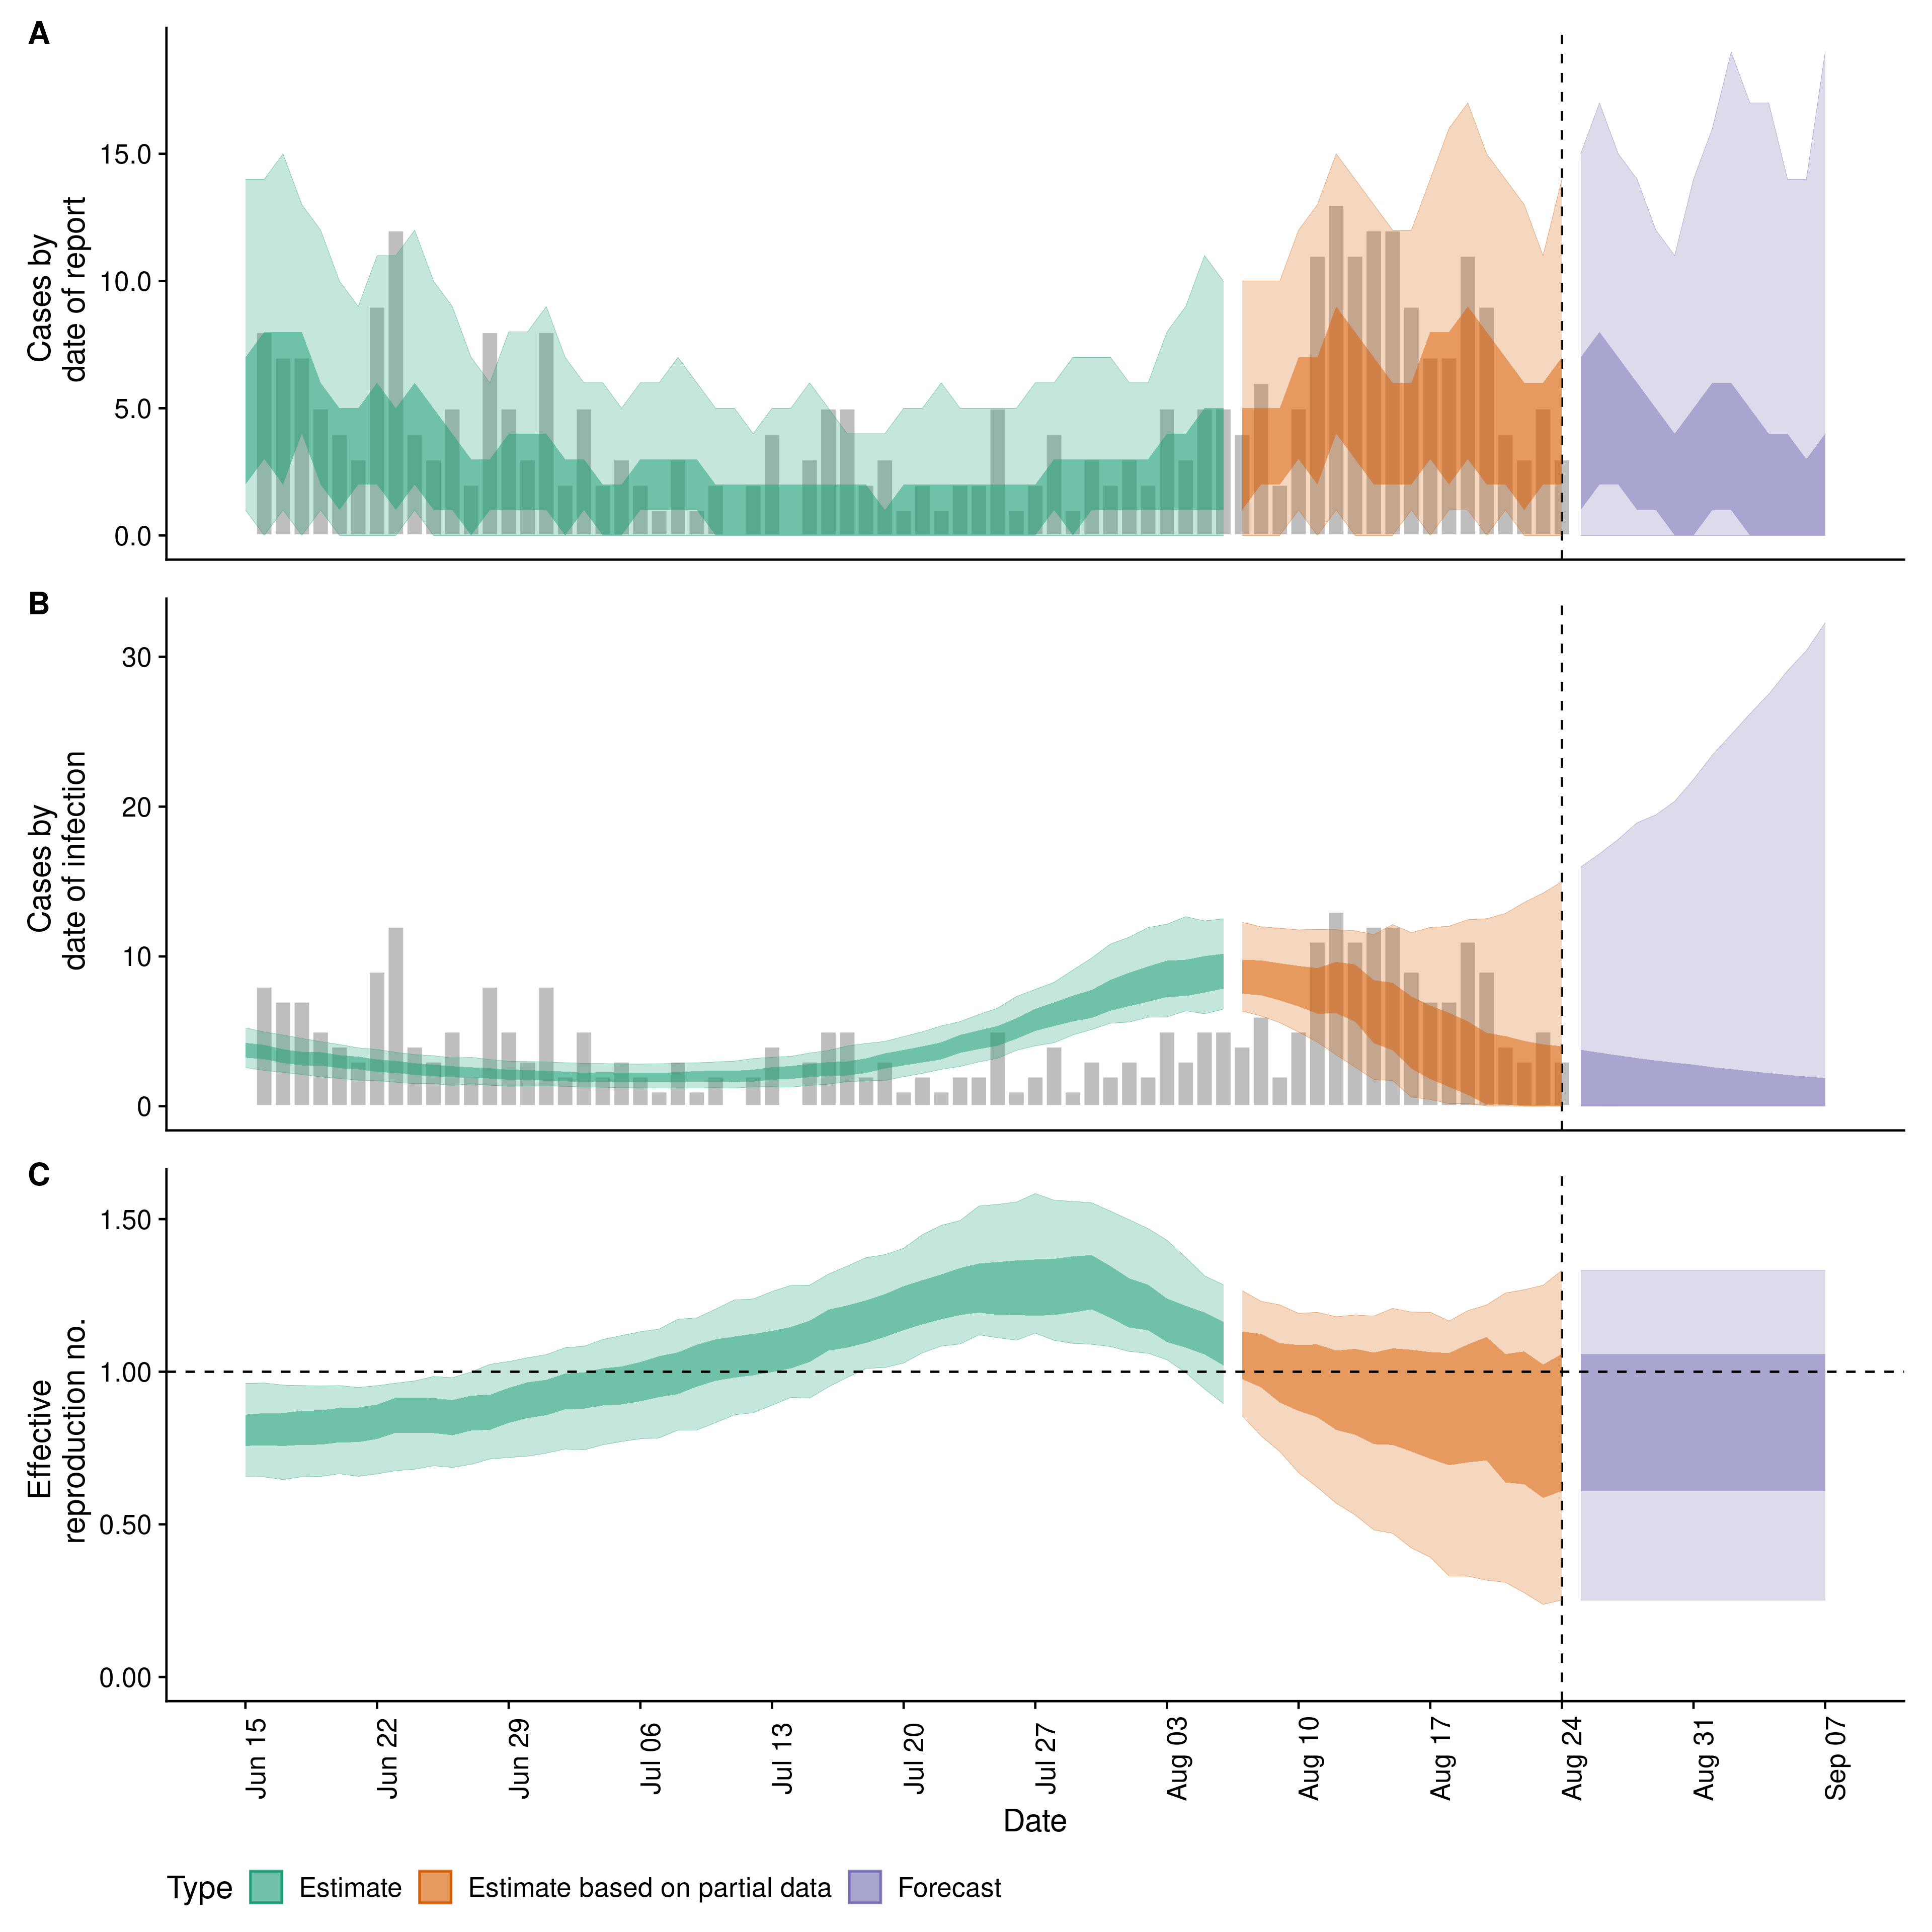 A
Cases by
date of report
15.0
10.0
5.0
0.0
B
Cases by
date of infection
30
20
10
0
C
Effective
reproduction no.
1.50
1.00
0.50
0.00
Jun 15
Jun 22
Jun 29
Jul 06
Jul 13
Jul 20
Jul 27
Aug 03
Aug 10
Aug 17
Aug 24
Aug 31
Sep 07
Date
Type Estimate Estimate based on partial data Forecast